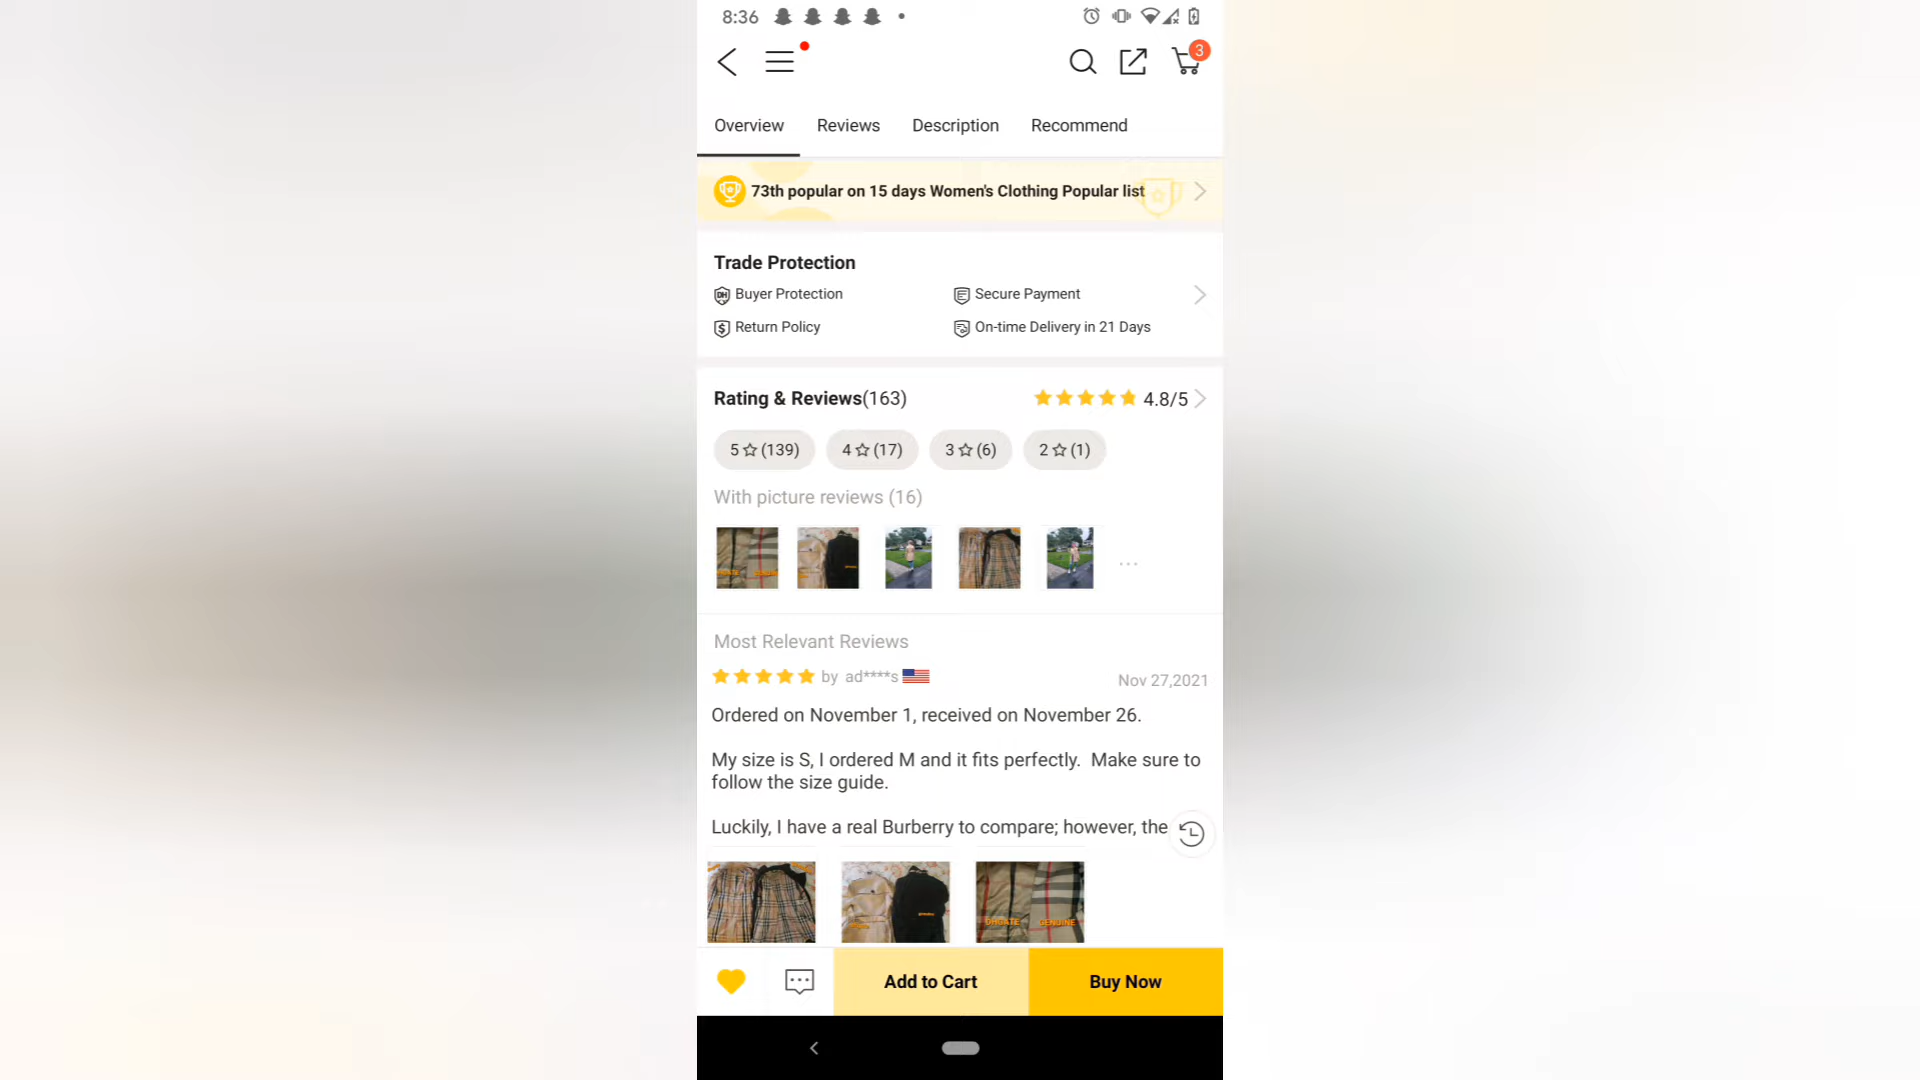 8:36
3
Overview Reviews Description Recommend
73th popular on 15 days Women's Clothing Popular list
Trade Protection
Buyer Protection Secure Payment
Return Policy On-time Delivery in 21 Days
Rating & Reviews(163) 4.8/5
5 (139) 4 (17) 3 (6) 2 (1)
With picture reviews (16)
...
Most Relevant Reviews
by ad****s
Nov 27,2021
Ordered on November 1, received on November 26.
My size is S, I ordered M and it fits perfectly. Make sure to
follow the size guide.
Luckily, I have a real Burberry to compare; however, the
DHGATE GENUINE
Add to Cart Buy Now